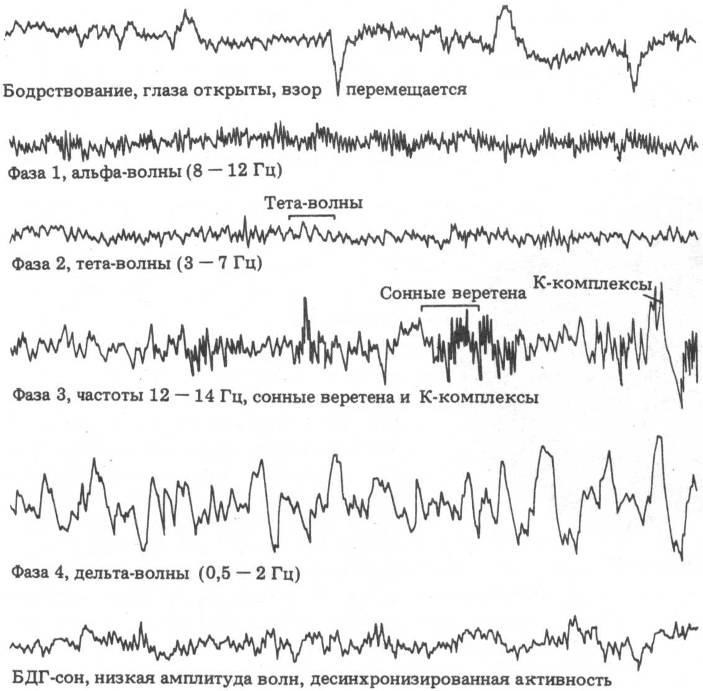 Бодрствование, глаза открыты, взор перемещается
Фаза 1, альфа-волны (8 — 12 Гц)
Тета-волны
Фаза 2, тета-волны (3 — 7 Гц)
Сонные веретена
К-комплексы
Фаза 3, частоты 12 — 14 Гц, сонные веретена и К-комплексы
Фаза 4, дельта-волны (0,5 — 2 Гц)
БДГ-сон, низкая амплитуда волн, десинхронизированная активность